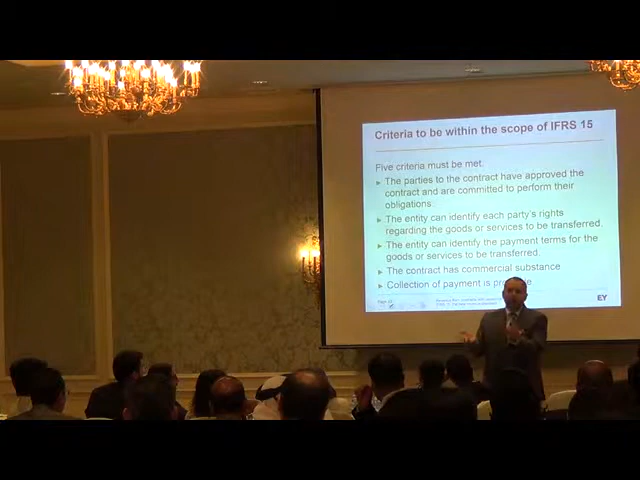 Criteria to be within the scope of IFRS 15
Five criteria must be met.
► The parties to the contract have approved the
contract and are committed to perform their
obligations.
► The entity can identify each party's rights
regarding the goods or services to be transferred.
► The entity can identify the payment terms for the
goods or services to be transferred.
► The contract has commercial substance
► Collection of payment is
Page
EY